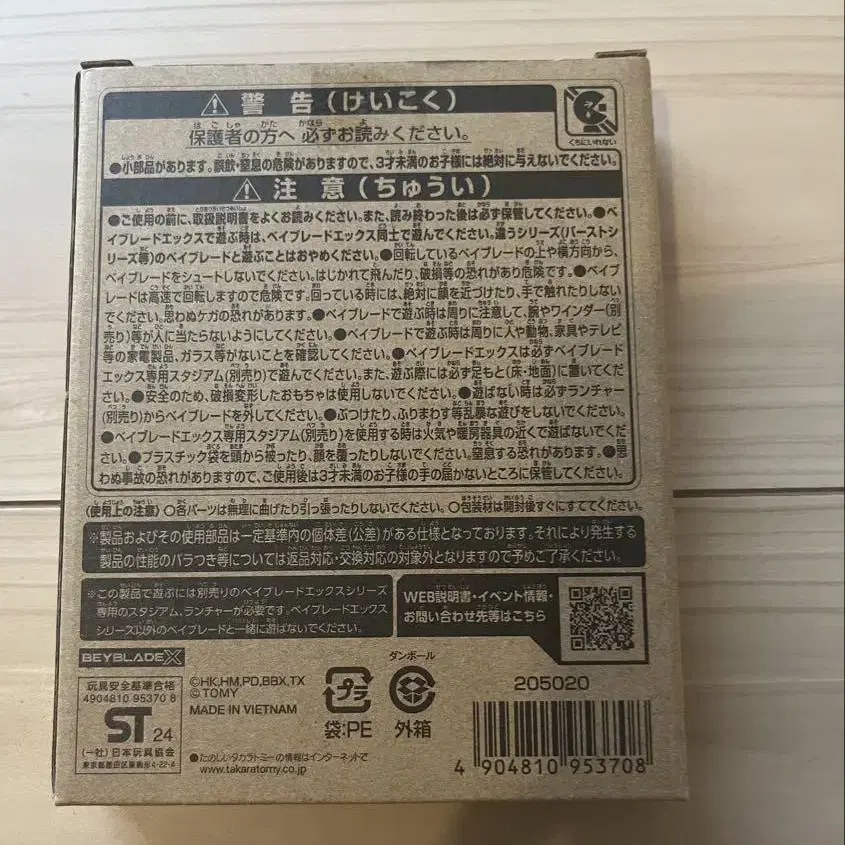 ⚠ 警告(けいこく)
くちにいれない
保護者の方へ 必ずお読みください。
●小部品があります。誤飲・窒息の危険がありますので、3才未満のお子様には絶対に与えないでください。
⚠ 注意(ちゅうい)
●ご使用の前に、取扱説明書をよくお読みください。また、読み終わった後は必ず保管してください。●ベ
イブレードエックスで遊ぶ時は、ベイブレードエックス同士で遊んでください。違うシリーズ(バーストシ
リーズ等)のベイブレードと遊ぶことはおやめください。●回転しているベイブレードの上や横方向から、
ベイブレードをシュートしないでください。はじかれて飛んだり、破損等の恐れがあり危険です。●ベイブ
レードは高速で回転しますので危険です。回っている時には、絶対に顔を近づけたり、手で触れたりしな
いでください。思わぬケガの恐れがあります。●ベイブレードで遊ぶ時は周りに注意して、腕やワインダー(別
売り)等が人に当たらないようにしてください。●ベイブレードで遊ぶ時は周りに人や動物、家具やテレビ
等の家電製品、ガラス等がないことを確認してください。●ベイブレードエックスは必ずベイブレード
エックス専用スタジアム(別売り)で遊んでください。また、遊ぶ際には必ず足もと(床・地面)に置いてくだ
さい。●安全のため、破損変形したおもちゃは使用しないでください。●遊ばない時は必ずランチャー
(別売り)からベイブレードを外してください。●ぶつけたり、ふりまわす等乱暴な遊びをしないでください。
●ベイブレードエックス専用スタジアム(別売り)を使用する時は火気や暖房器具の近くで遊ばないでくだ
さい。●プラスチック袋を頭から被ったり、顔を覆ったりしないでください。窒息する恐れがあります。●思
わぬ事故の恐れがありますので、ご使用後は3才未満のお子様の手の届かないところに保管してください。
(使用上の注意) ○各パーツは無理に曲げたり引っ張ったりしないでください。○包装材は開封後すぐにすててください。
※製品およびその使用部品は一定基準内の個体差(公差)がある仕様となっております。それにより発生する
製品の性能のバラつき等については返品対応・交換対応の対象外となりますので予めご了承ください。
※この製品で遊ぶには別売りのベイブレードエックスシリーズ
専用のスタジアム、ランチャーが必要です。ベイブレードエックス
シリーズ以外のベイブレードと一緒に遊ばないでください。
WEB説明書・イベント情報・
お問い合わせ先等はこちら
BEYBLADE X
玩具安全基準合格
4904810 95370 8
ST 24
(一社)日本玩具協会
東京都墨田区東駒形4-22-4
©HK,HM,PD,BBX,TX
©TOMY
MADE IN VIETNAM
プラ
袋:PE
ダンボール
外箱
●たのしいタカラトミーの情報はインターネットで
www.takaratomy.co.jp
205020
4 904810 953708